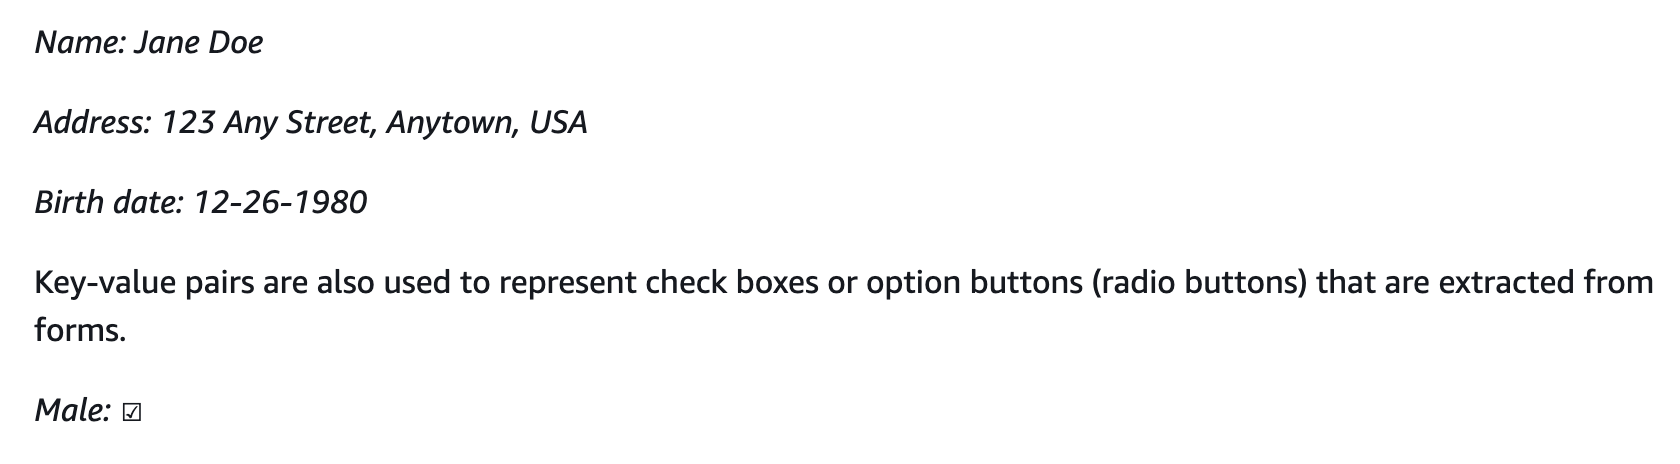 Name: Jane Doe
Address: 123 Any Street, Anytown, USA
Birth date: 12-26-1980
Key-value pairs are also used to represent check boxes or option buttons (radio buttons) that are extracted from
forms.
Male: ☑